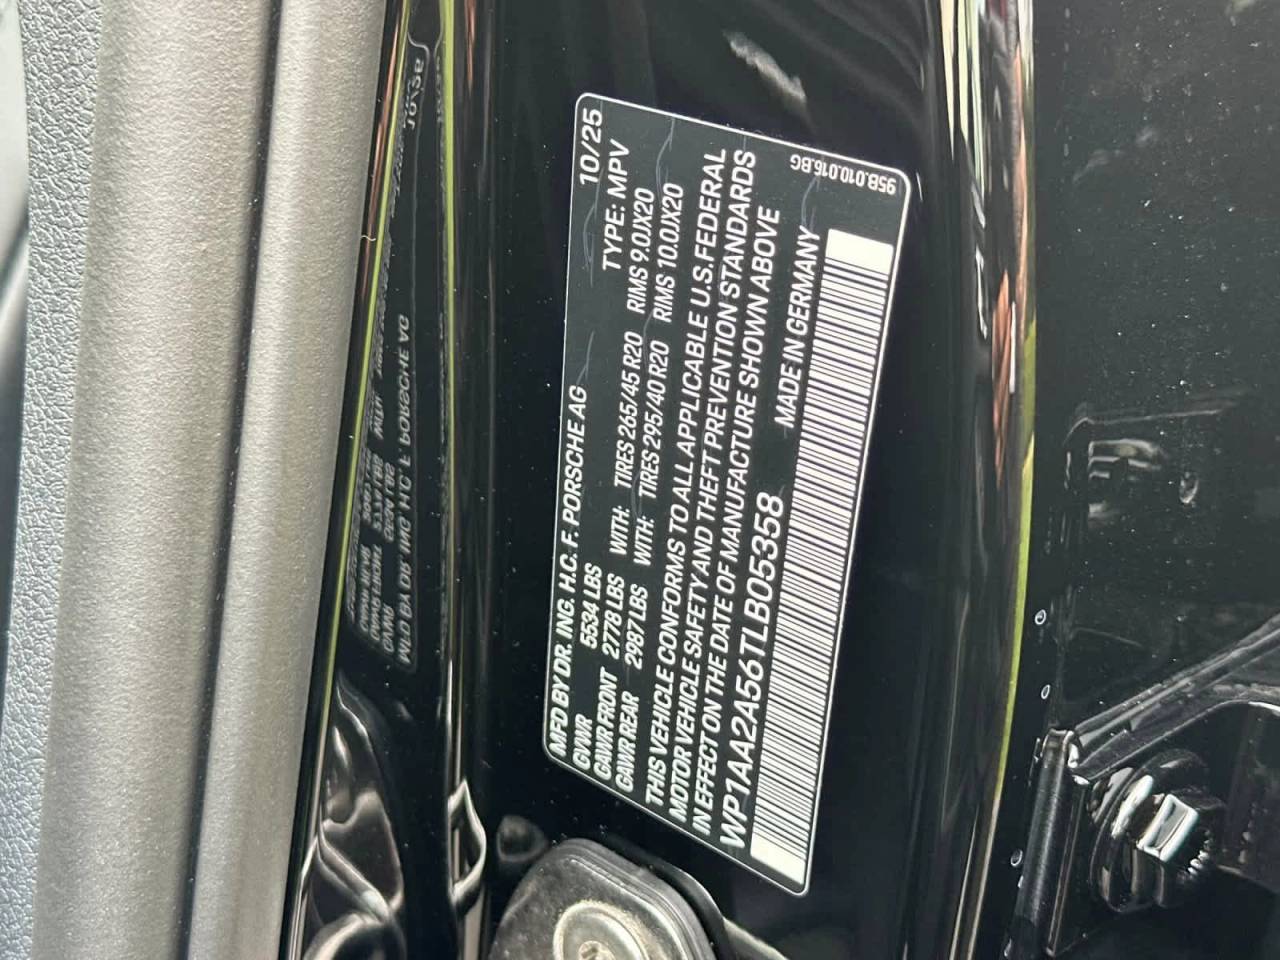 MFD BY DR. ING. H.C. F. PORSCHE AG 10/25
GVWR 5534 LBS TYPE: MPV
GAWR FRONT 2778 LBS WITH: TIRES 265/45 R20 RIMS 9.0JX20
GAWR REAR 2987 LBS WITH: TIRES 295/40 R20 RIMS 10.0JX20
THIS VEHICLE CONFORMS TO ALL APPLICABLE U.S. FEDERAL
MOTOR VEHICLE SAFETY AND THEFT PREVENTION STANDARDS
IN EFFECT ON THE DATE OF MANUFACTURE SHOWN ABOVE
WP1AA2A56TLB05358 MADE IN GERMANY
95B.010.016.BG